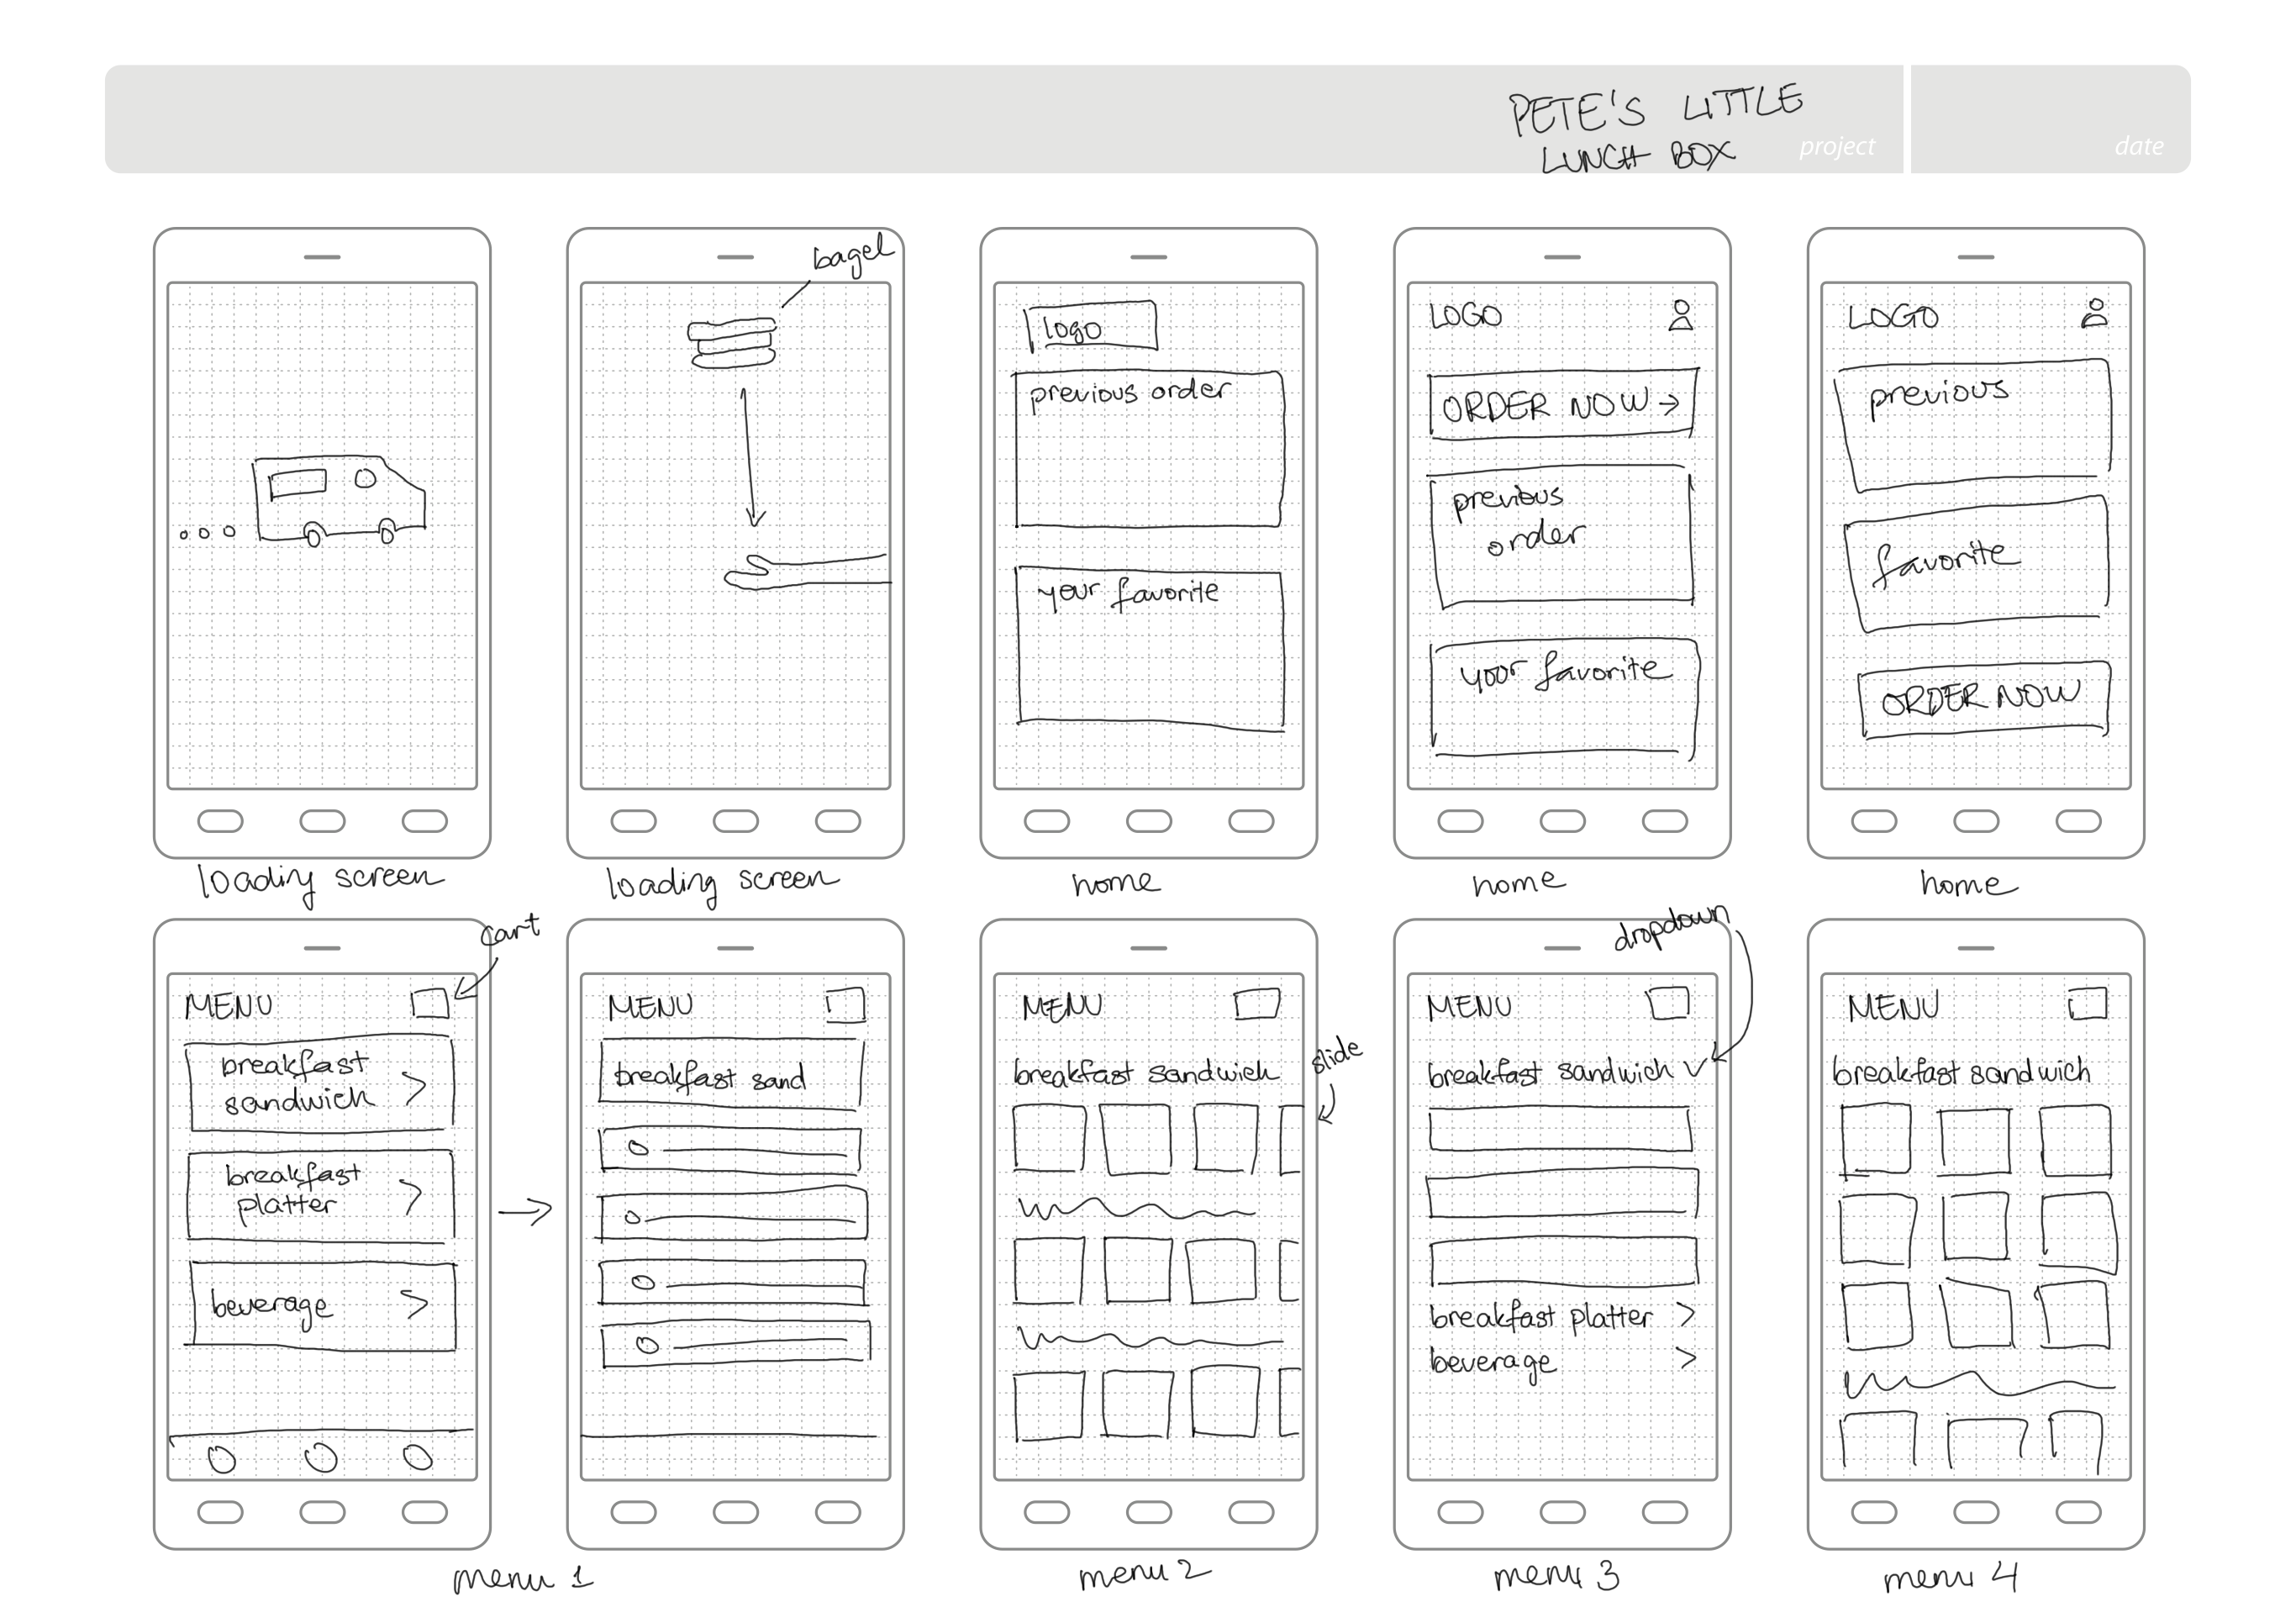 PETE'S LITTLE
LUNCH BOX
project
date
bagel
logo
previous order
your favorite
LOGO
ORDER NOW →
previous
order
your favorite
LOGO
previous
favorite
ORDER NOW
loading screen
loading screen
home
home
home
cart
MENU
breakfast
sandwich >
breakfast
platter >
beverage >
MENU
breakfast sand
MENU
breakfast sandwich
slide
dropdown
MENU
breakfast sandwich
breakfast platter >
beverage >
MENU
breakfast sandwich
menu 1
menu 2
menu 3
menu 4